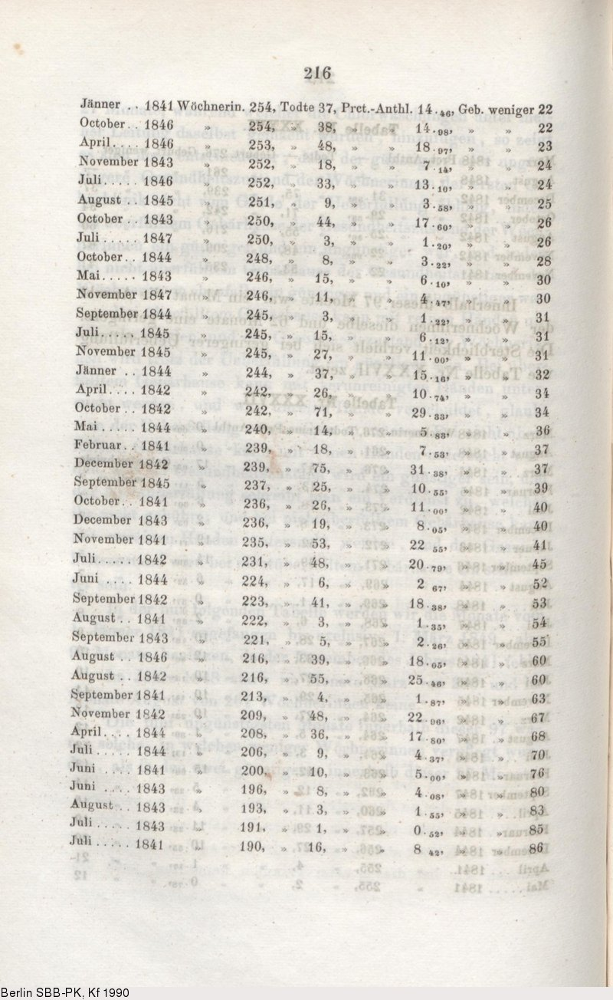 216
Jänner .. 1841 Wöchnerin. 254, Todte 37, Prct.-Anthl. 14.46, Geb. weniger 22
October.. 1846 „ 254, „ 38, „ „ 14.98, „ „ 22
April.... 1846 „ 253, „ 48, „ „ 18.97, „ „ 23
November 1843 „ 252, „ 18, „ „ 7.14, „ „ 24
Juli..... 1846 „ 252, „ 33, „ „ 13.10, „ „ 24
August .. 1845 „ 251, „ 9, „ „ 3.58, „ „ 25
October .. 1843 „ 250, „ 44, „ „ 17.60, „ „ 26
Juli ..... 1847 „ 250, „ 3, „ „ 1.20, „ „ 26
October.. 1844 „ 248, „ 8, „ „ 3.22, „ „ 28
Mai..... 1843 „ 246, „ 15, „ „ 6.10, „ „ 30
November 1847 „ 246, „ 11, „ „ 4.47, „ „ 30
September 1844 „ 245, „ 3, „ „ 1.22, „ „ 31
Juli..... 1845 „ 245, „ 15, „ „ 6.12, „ „ 31
November 1845 „ 245, „ 27, „ „ 11.00, „ „ 31
Jänner .. 1844 „ 244, „ 37, „ „ 15.16, „ „ 32
April.... 1842 „ 242, „ 26, „ „ 10.74, „ „ 34
October .. 1842 „ 242, „ 71, „ „ 29.33, „ „ 34
Mai ..... 1844 „ 240, „ 14, „ „ 5.83, „ „ 36
Februar.. 1841 „ 239, „ 18, „ „ 7.53, „ „ 37
December 1842 „ 239, „ 75, „ „ 31.38, „ „ 37
September 1845 „ 237, „ 25, „ „ 10.55, „ „ 39
October.. 1841 „ 236, „ 26, „ „ 11.00, „ „ 40
December 1843 „ 236, „ 19, „ „ 8.05, „ „ 40
November 1841 „ 235, „ 53, „ „ 22 55, „ „ 41
Juli..... 1842 „ 231, „ 48, „ „ 20.79, „ „ 45
Juni .... 1844 „ 224, „ 6, „ „ 2 67, „ „ 52
September 1842 „ 223, „ 41, „ „ 18.38, „ „ 53
August .. 1841 „ 222, „ 3, „ „ 1.35, „ „ 54
September 1843 „ 221, „ 5, „ „ 2.26, „ „ 55
August .. 1846 „ 216, „ 39, „ „ 18.05, „ „ 60
August .. 1842 „ 216, „ 55, „ „ 25.46, „ „ 60
September 1841 „ 213, „ 4, „ „ 1.87, „ „ 63
November 1842 „ 209, „ 48, „ „ 22.96, „ „ 67
April.... 1844 „ 208, „ 36, „ „ 17.80, „ „ 68
Juli ..... 1844 „ 206, „ 9, „ „ 4.37, „ „ 70
Juni .... 1841 „ 200, „ 10, „ „ 5.00, „ „ 76
Juni .... 1843 „ 196, „ 8, „ „ 4.08, „ „ 80
August .. 1843 „ 193, „ 3, „ „ 1.55, „ „ 83
Juli ..... 1843 „ 191, „ 1, „ „ 0.52, „ „ 85
Juli ..... 1841 „ 190, „ 16, „ „ 8 42, „ „ 86
Berlin SBB-PK, Kf 1990